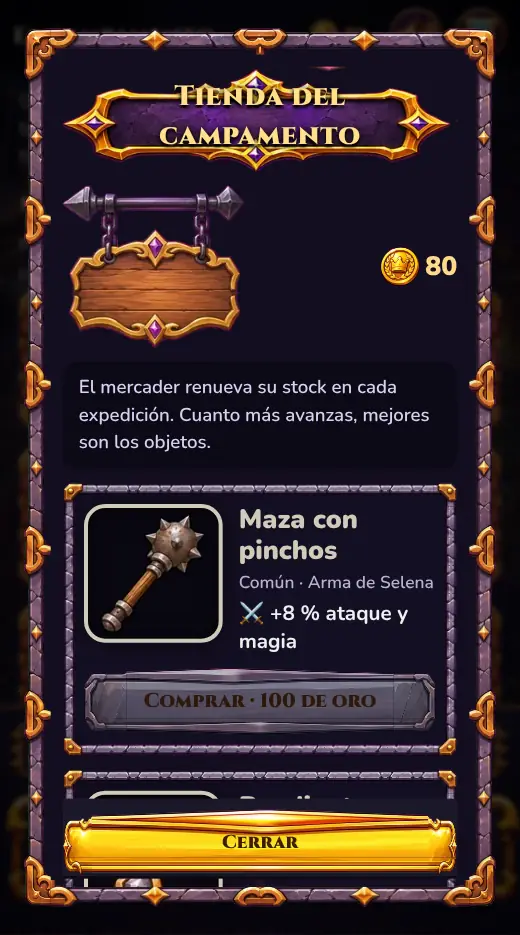 Tienda del
campamento
80
El mercader renueva su stock en cada
expedición. Cuanto más avanzas, mejores
son los objetos.
Maza con
pinchos
Común · Arma de Selena
⚔️ +8 % ataque y
magia
Comprar · 100 de oro
Cerrar